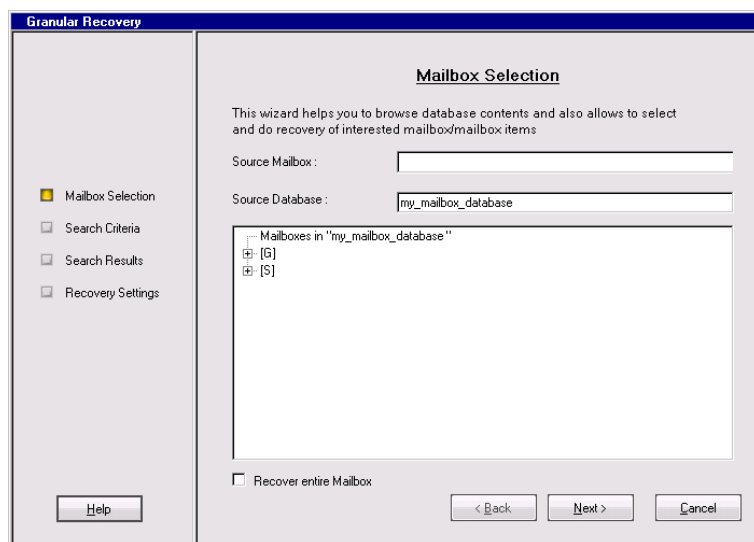 Granular Recovery
Mailbox Selection
Search Criteria
Search Results
Recovery Settings
Help
Mailbox Selection
This wizard helps you to browse database contents and also allows to select
and do recovery of interested mailbox/mailbox items
Source Mailbox :
Source Database : my_mailbox_database
Mailboxes in "my_mailbox_database"
[G]
[S]
Recover entire Mailbox
< Back Next > Cancel